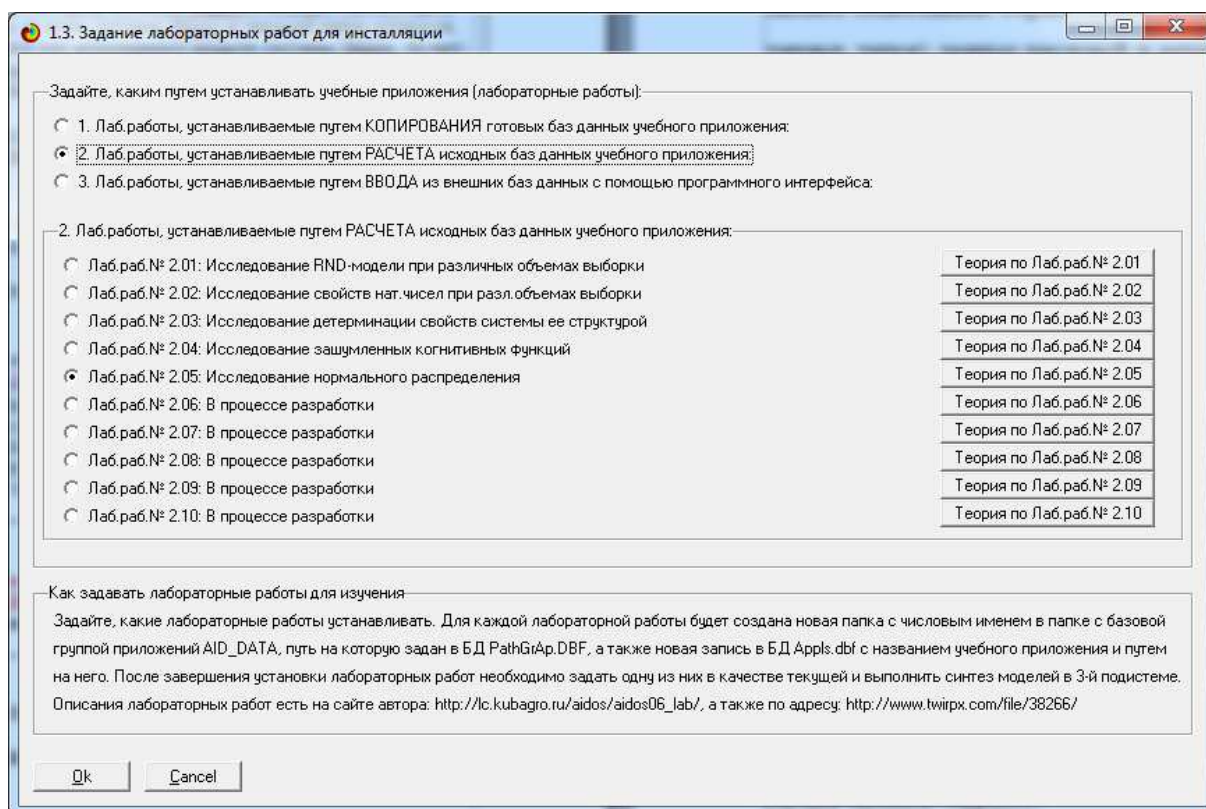 1.3. Задание лабораторных работ для инсталляции
Задайте, каким путем устанавливать учебные приложения (лабораторные работы):
1. Лаб.работы, устанавливаемые путем КОПИРОВАНИЯ готовых баз данных учебного приложения:
2. Лаб.работы, устанавливаемые путем РАСЧЕТА исходных баз данных учебного приложения:
3. Лаб.работы, устанавливаемые путем ВВОДА из внешних баз данных с помощью программного интерфейса:
2. Лаб.работы, устанавливаемые путем РАСЧЕТА исходных баз данных учебного приложения:
Лаб.раб.№ 2.01: Исследование RND-модели при различных объемах выборки Теория по Лаб.раб.№ 2.01
Лаб.раб.№ 2.02: Исследование свойств нат.чисел при разл.объемах выборки Теория по Лаб.раб.№ 2.02
Лаб.раб.№ 2.03: Исследование детерминации свойств системы ее структурой Теория по Лаб.раб.№ 2.03
Лаб.раб.№ 2.04: Исследование зашумленных когнитивных функций Теория по Лаб.раб.№ 2.04
Лаб.раб.№ 2.05: Исследование нормального распределения Теория по Лаб.раб.№ 2.05
Лаб.раб.№ 2.06: В процессе разработки Теория по Лаб.раб.№ 2.06
Лаб.раб.№ 2.07: В процессе разработки Теория по Лаб.раб.№ 2.07
Лаб.раб.№ 2.08: В процессе разработки Теория по Лаб.раб.№ 2.08
Лаб.раб.№ 2.09: В процессе разработки Теория по Лаб.раб.№ 2.09
Лаб.раб.№ 2.10: В процессе разработки Теория по Лаб.раб.№ 2.10
Как задавать лабораторные работы для изучения
Задайте, какие лабораторные работы устанавливать. Для каждой лабораторной работы будет создана новая папка с числовым именем в папке с базовой
группой приложений AID_DATA, путь на которую задан в БД PathGrAp.DBF, а также новая запись в БД Appls.dbf с названием учебного приложения и путем
на него. После завершения установки лабораторных работ необходимо задать одну из них в качестве текущей и выполнить синтез моделей в 3-й подистеме.
Описания лабораторных работ есть на сайте автора: http://lc.kubagro.ru/aidos/aidos06_lab/, а также по адресу: http://www.twirpx.com/file/38266/
Ok Cancel